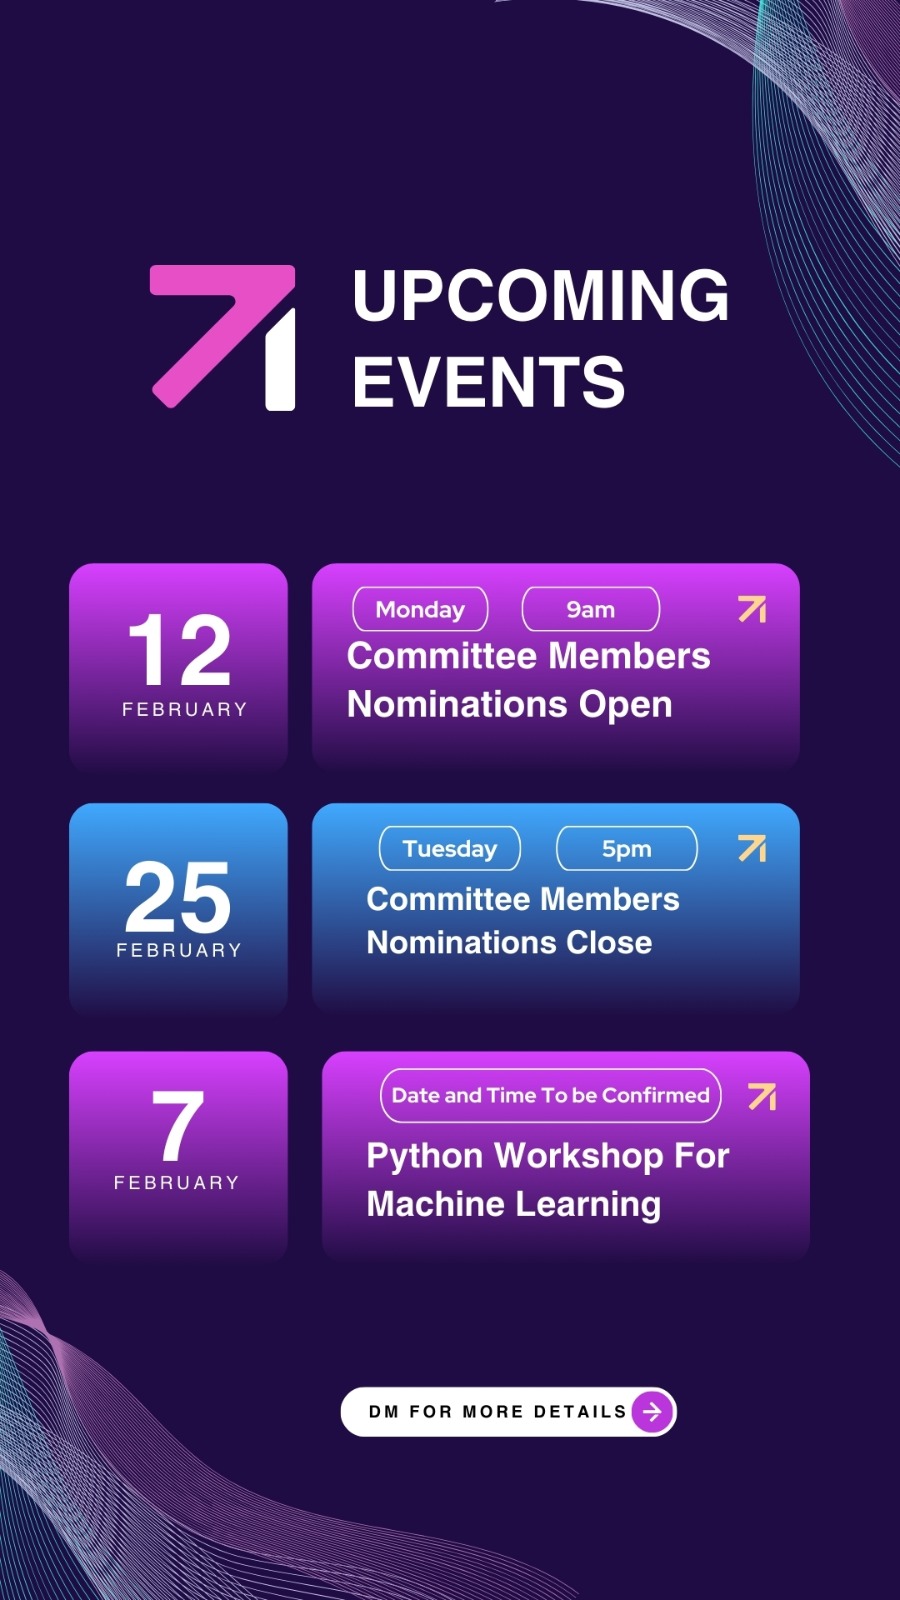 UPCOMING
EVENTS
12
FEBRUARY
Monday 9am
Committee Members
Nominations Open
25
FEBRUARY
Tuesday 5pm
Committee Members
Nominations Close
7
FEBRUARY
Date and Time To be Confirmed
Python Workshop For
Machine Learning
DM FOR MORE DETAILS